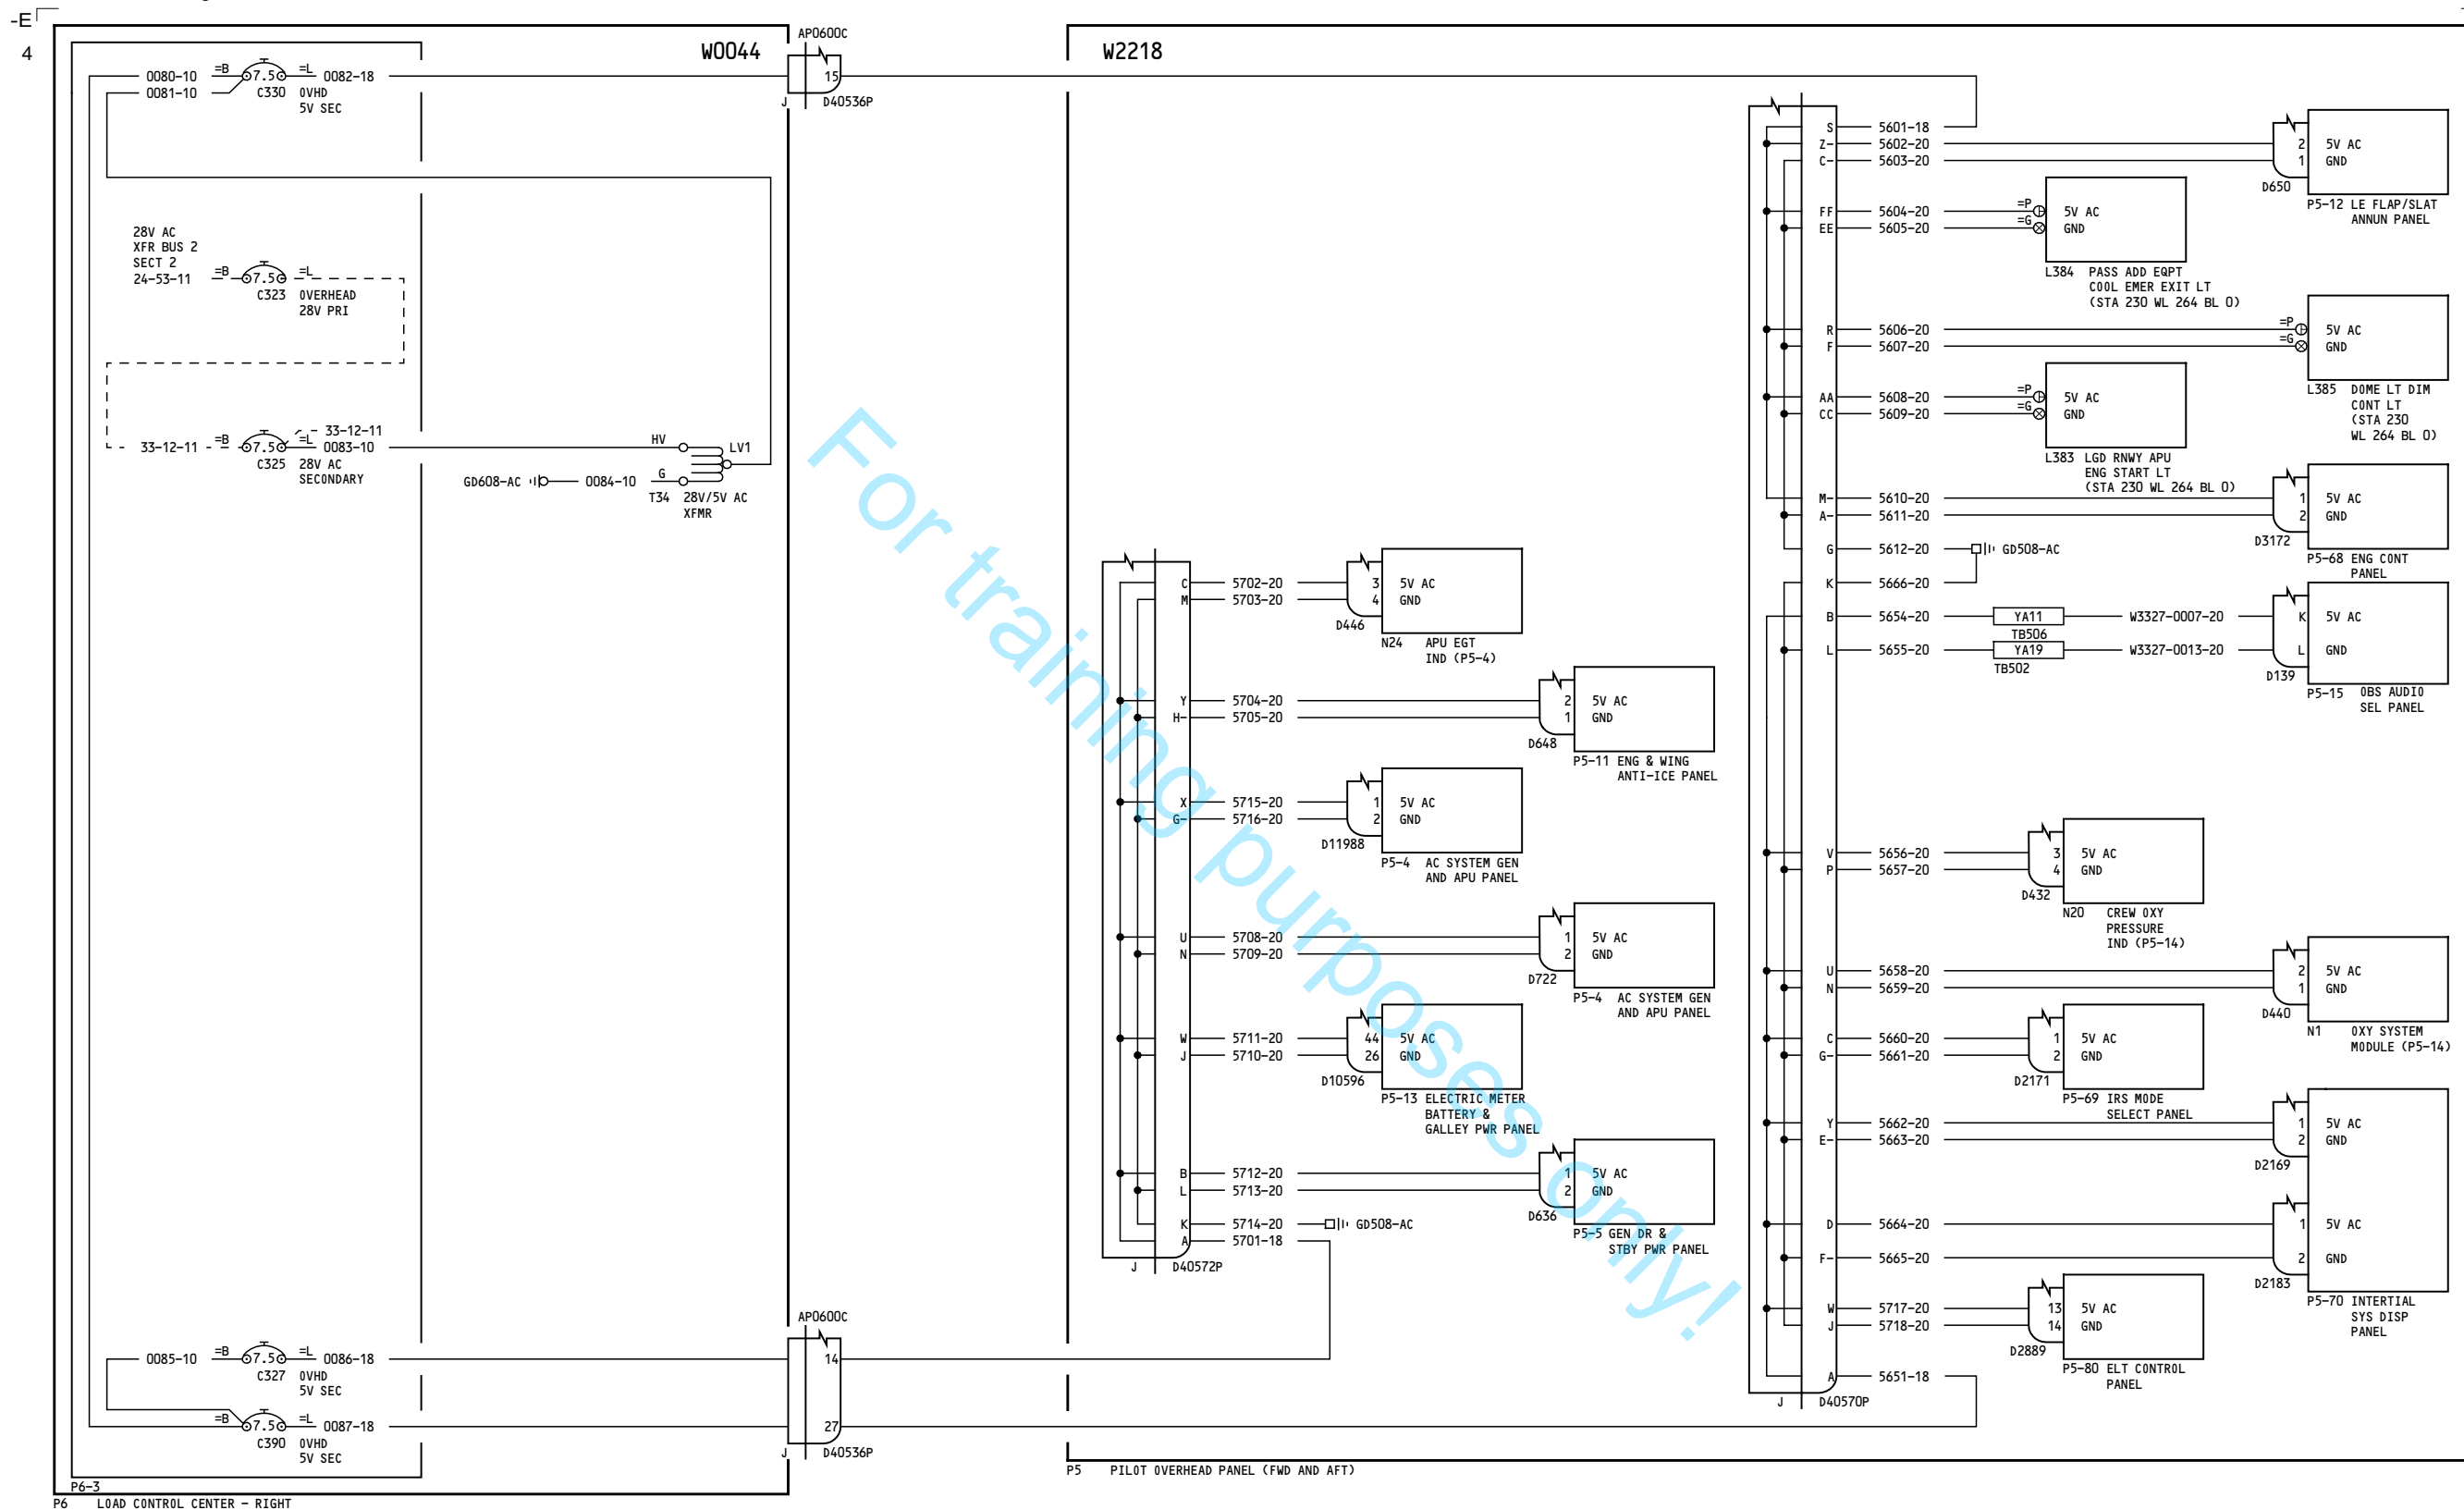 -E
4
W0044
AP0600C
W2218
0080-10
=B
7.5
=L
0082-18
0081-10
C330
OVHD
5V SEC
15
J
D40536P
28V AC
XFR BUS 2
SECT 2
24-53-11
=B
7.5
=L
C323
OVERHEAD
28V PRI
33-12-11
33-12-11
=B
7.5
=L
0083-10
C325
28V AC
SECONDARY
HV
LV1
GD608-AC
0084-10
G
T34
28V/5V AC
XFMR
0085-10
=B
7.5
=L
0086-18
C327
OVHD
5V SEC
=B
7.5
=L
0087-18
C390
OVHD
5V SEC
AP0600C
14
27
J
D40536P
P6-3
P6 LOAD CONTROL CENTER - RIGHT
C 5702-20 3 5V AC
M 5703-20 4 GND
D446
N24 APU EGT
IND (P5-4)
Y 5704-20 2 5V AC
H- 5705-20 1 GND
D648
P5-11 ENG & WING
ANTI-ICE PANEL
X 5715-20 1 5V AC
G- 5716-20 2 GND
D11988
P5-4 AC SYSTEM GEN
AND APU PANEL
U 5708-20 1 5V AC
N 5709-20 2 GND
D722
P5-4 AC SYSTEM GEN
AND APU PANEL
W 5711-20 44 5V AC
J 5710-20 26 GND
D10596
P5-13 ELECTRIC METER
BATTERY &
GALLEY PWR PANEL
B 5712-20 1 5V AC
L 5713-20 2 GND
D636
P5-5 GEN DR &
STBY PWR PANEL
K 5714-20 GD508-AC
A 5701-18
J D40572P
S 5601-18
Z- 5602-20 2 5V AC
C- 5603-20 1 GND
D650
P5-12 LE FLAP/SLAT
ANNUN PANEL
FF 5604-20 =P 5V AC
EE 5605-20 =G GND
L384 PASS ADD EQPT
COOL EMER EXIT LT
(STA 230 WL 264 BL 0)
R 5606-20 =P 5V AC
F 5607-20 =G GND
L385 DOME LT DIM
CONT LT
(STA 230
WL 264 BL 0)
AA 5608-20 =P 5V AC
CC 5609-20 =G GND
L383 LGD RNWY APU
ENG START LT
(STA 230 WL 264 BL 0)
M- 5610-20 1 5V AC
A- 5611-20 2 GND
D3172
P5-68 ENG CONT
PANEL
G 5612-20 GD508-AC
K 5666-20
B 5654-20 YA11 W3327-0007-20 K 5V AC
TB506
L 5655-20 YA19 W3327-0013-20 L GND
TB502
D139
P5-15 OBS AUDIO
SEL PANEL
V 5656-20 3 5V AC
P 5657-20 4 GND
D432
N20 CREW OXY
PRESSURE
IND (P5-14)
U 5658-20 2 5V AC
N 5659-20 1 GND
D440
N1 OXY SYSTEM
MODULE (P5-14)
C 5660-20 1 5V AC
G- 5661-20 2 GND
D2171
P5-69 IRS MODE
SELECT PANEL
Y 5662-20 1 5V AC
E- 5663-20 2 GND
D2169
D 5664-20 1 5V AC
F- 5665-20 2 GND
D2183
P5-70 INTERTIAL
SYS DISP
PANEL
W 5717-20 13 5V AC
J 5718-20 14 GND
D2889
P5-80 ELT CONTROL
PANEL
A 5651-18
J D40570P
P5 PILOT OVERHEAD PANEL (FWD AND AFT)
For training purposes only!